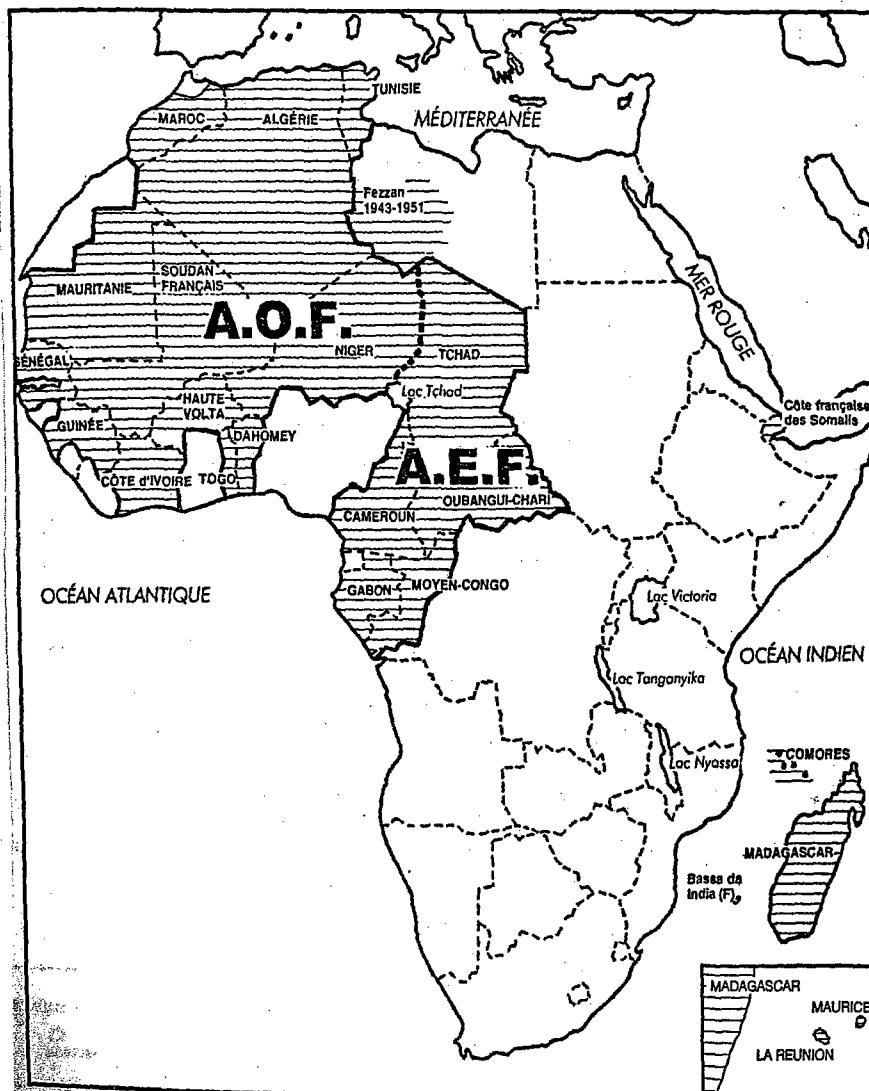 TUNISIE
MAROC
ALGÉRIE
MÉDITERRANÉE
Fezzan
1943-1951
MER ROUGE
MAURITANIE
SOUDAN
FRANÇAIS
A.O.F.
SÉNÉGAL
NIGER
TCHAD
Lac Tchad
HAUTE
VOLTA
GUINÉE
DAHOMEY
Côte française
des Somalis
CÔTE d'IVOIRE
TOGO
A.E.F.
OUBANGUI-CHARI
CAMEROUN
GABON
MOYEN-CONGO
OCÉAN ATLANTIQUE
Lac Victoria
OCÉAN INDIEN
Lac Tanganyika
Lac Nyassa
COMORES
MADAGASCAR
Bassa da
India (F)
MADAGASCAR
MAURICE
LA REUNION